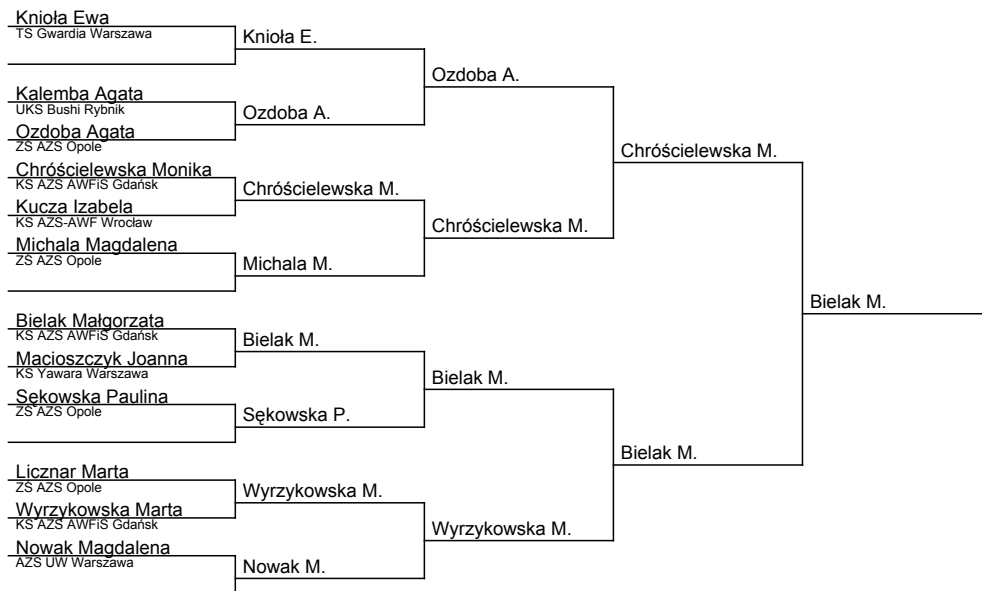 Knioła Ewa
TS Gwardia Warszawa
Knioła E.
Ozdoba A.
Kalemba Agata
UKS Bushi Rybnik
Ozdoba A.
Ozdoba Agata
ZS AZS Opole
Chróścielewska M.
Chróścielewska Monika
KS AZS AWFiS Gdańsk
Chróścielewska M.
Kucza Izabela
KS AZS-AWF Wrocław
Chróścielewska M.
Michala Magdalena
ZS AZS Opole
Michala M.
Bielak M.
Bielak Małgorzata
KS AZS AWFiS Gdańsk
Bielak M.
Macioszczyk Joanna
KS Yawara Warszawa
Bielak M.
Sękowska Paulina
ZS AZS Opole
Sękowska P.
Bielak M.
Licznar Marta
ZS AZS Opole
Wyrzykowska M.
Wyrzykowska Marta
KS AZS AWFiS Gdańsk
Wyrzykowska M.
Nowak Magdalena
AZS UW Warszawa
Nowak M.